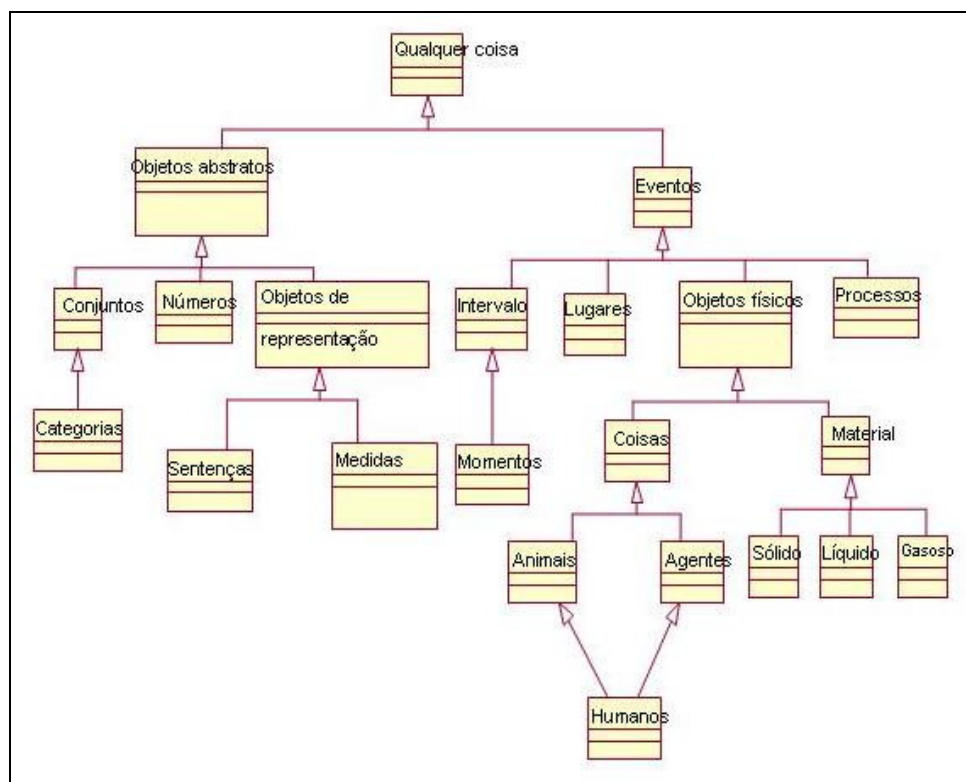 Qualquer coisa
Objetos abstratos
Eventos
Conjuntos
Números
Objetos de
representação
Intervalo
Lugares
Objetos físicos
Processos
Categorias
Sentenças
Medidas
Momentos
Coisas
Material
Animais
Agentes
Sólido
Líquido
Gasoso
Humanos